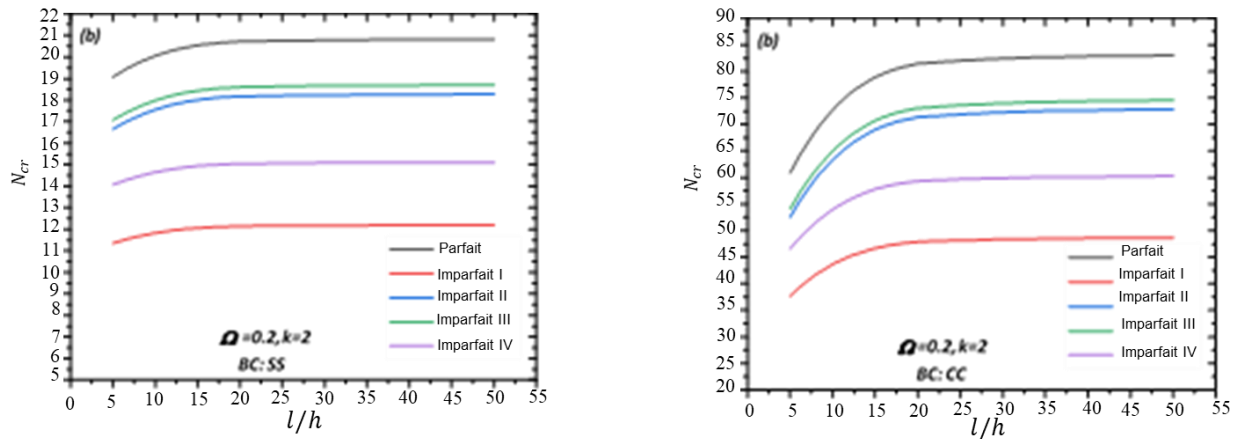 (b)
22
21
20
19
18
17
16
15
14
13
12
11
10
9
8
7
6
5
N_cr
Parfait
Imparfait I
Imparfait II
Imparfait III
Imparfait IV
Ω=0.2, k=2
BC: SS
0 5 10 15 20 25 30 35 40 45 50 55
l/h
(b)
90
85
80
75
70
65
60
55
50
45
40
35
30
25
20
N_cr
Parfait
Imparfait I
Imparfait II
Imparfait III
Imparfait IV
Ω=0.2, k=2
BC: CC
0 5 10 15 20 25 30 35 40 45 50 55
l/h